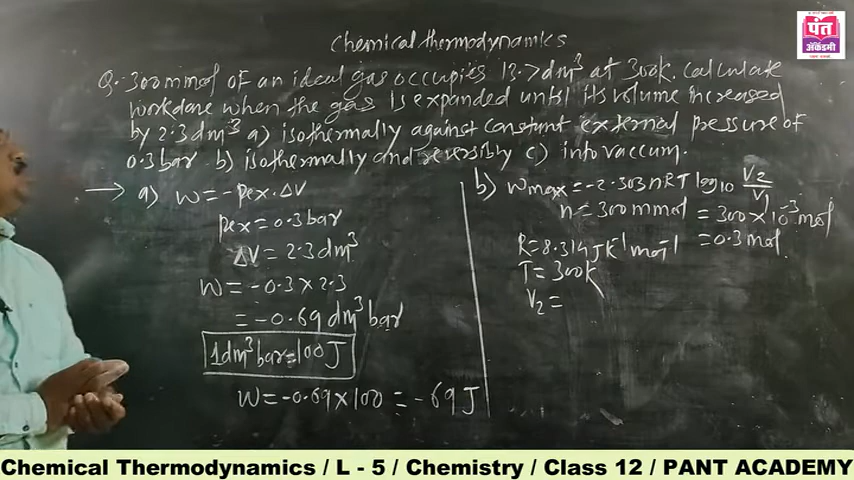 Chemical thermodynamics
Q. 300 mmol of an ideal gas occupies 13.7 dm³ at 300K. Calculate
workdone when the gas is expanded until its volume increased
by 2.3 dm³ a) isothermally against constant external pressure of
0.3 bar b) isothermally and reversibly c) into vaccum.
→ a) W = -Pex.ΔV
Pex = 0.3 bar
ΔV = 2.3 dm³
W = -0.3 × 2.3
= -0.69 dm³ bar
1dm³ bar = 100 J
W = -0.69 × 100 = -69 J
b) Wmax = -2.303 nRT log10 V2/V1
n = 300 mmol = 300 × 10⁻³ mol
= 0.3 mol.
R = 8.314 JK⁻¹ mol⁻¹
T = 300K
V2 =
पंत
अॅकॅडमी
Chemical Thermodynamics / L - 5 / Chemistry / Class 12 / PANT ACADEMY